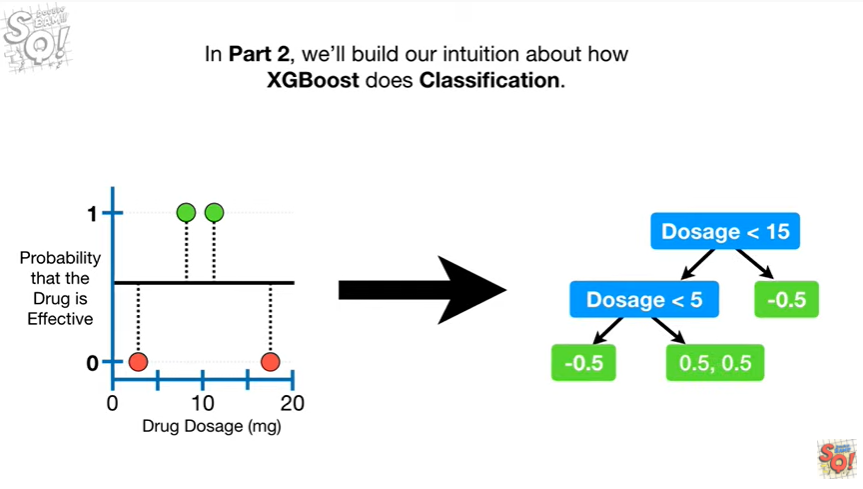 SQ!
In Part 2, we'll build our intuition about how
XGBoost does Classification.
1
Probability
that the
Drug is
Effective
0
0
10
20
Drug Dosage (mg)
Dosage < 15
Dosage < 5
-0.5
-0.5
0.5, 0.5
SQ!